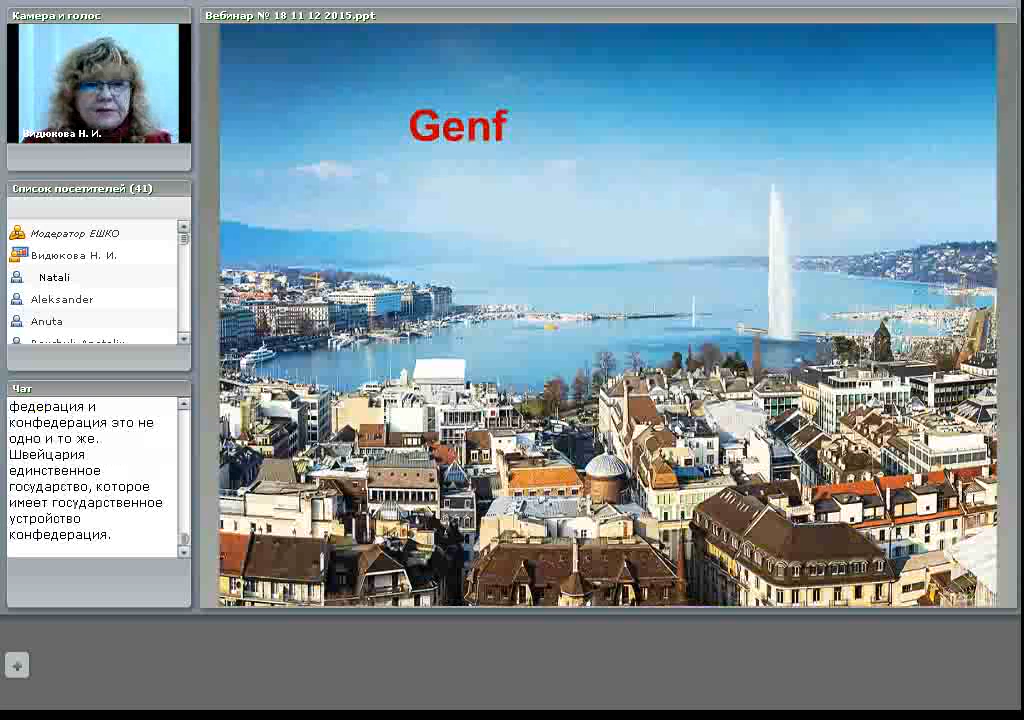 Камера и голос
Видюкова Н. И.
Список посетителей (41)
Модератор ЕШКО
Видюкова Н. И.
Natali
Aleksander
Anuta
Чат
федерация и
конфедерация это не
одно и то же.
Швейцария
единственное
государство, которое
имеет государственное
устройство
конфедерация.
Вебинар № 18 11 12 2015.ppt
Genf